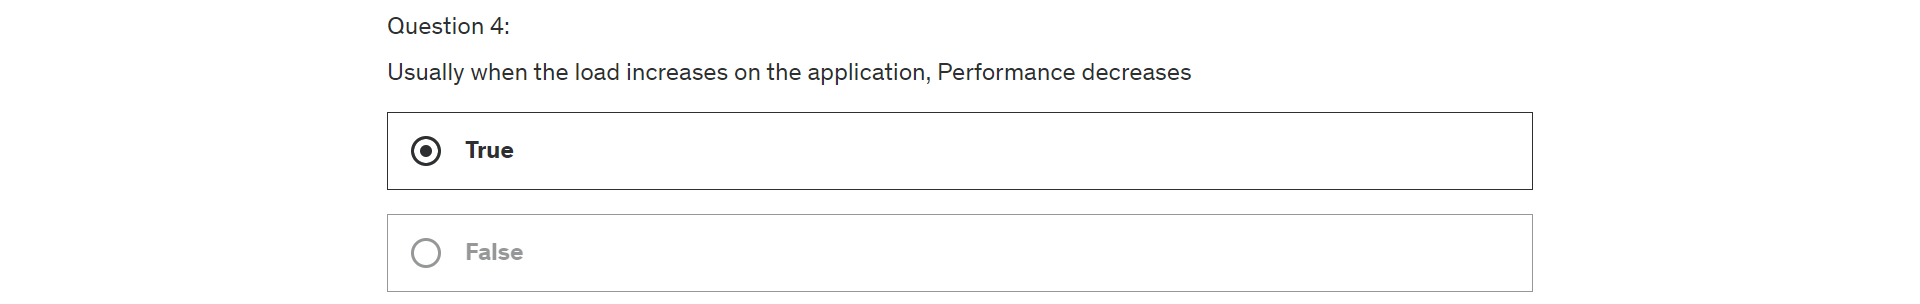 Question 4:
Usually when the load increases on the application, Performance decreases
True
False